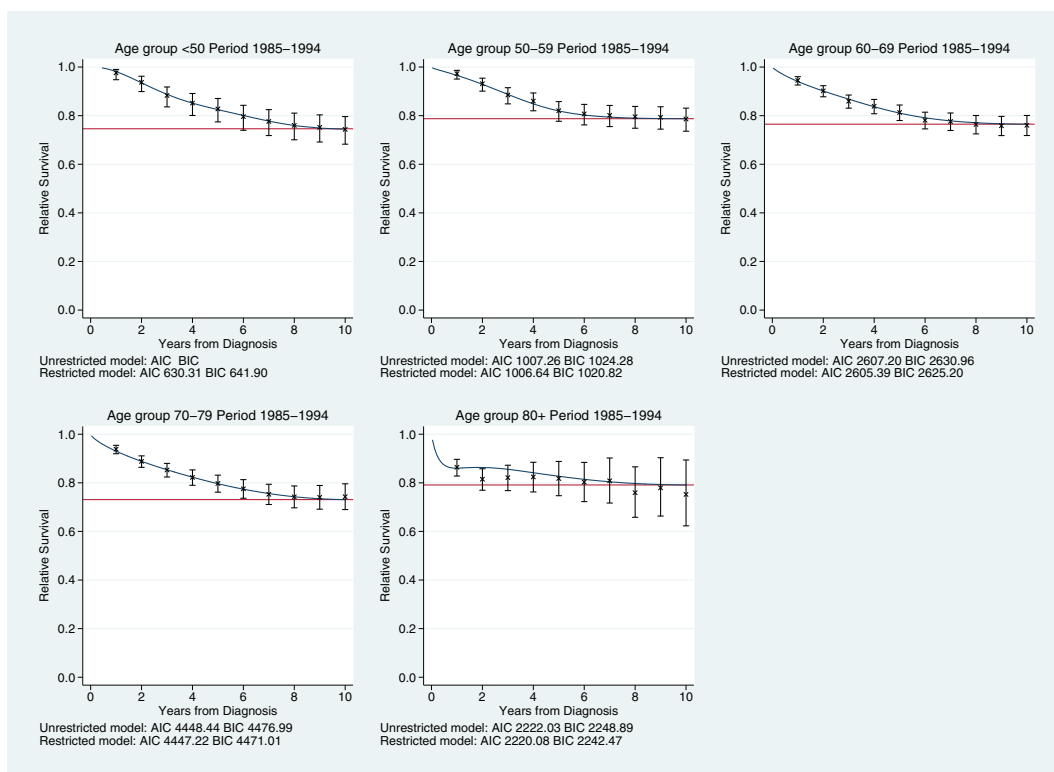 Age group <50 Period 1985–1994
Relative Survival
1.0
0.8
0.6
0.4
0.2
0.0
0 2 4 6 8 10
Years from Diagnosis
Unrestricted model: AIC  BIC
Restricted model: AIC 630.31 BIC 641.90
Age group 50–59 Period 1985–1994
Relative Survival
1.0
0.8
0.6
0.4
0.2
0.0
0 2 4 6 8 10
Years from Diagnosis
Unrestricted model: AIC 1007.26 BIC 1024.28
Restricted model: AIC 1006.64 BIC 1020.82
Age group 60–69 Period 1985–1994
Relative Survival
1.0
0.8
0.6
0.4
0.2
0.0
0 2 4 6 8 10
Years from Diagnosis
Unrestricted model: AIC 2607.20 BIC 2630.96
Restricted model: AIC 2605.39 BIC 2625.20
Age group 70–79 Period 1985–1994
Relative Survival
1.0
0.8
0.6
0.4
0.2
0.0
0 2 4 6 8 10
Years from Diagnosis
Unrestricted model: AIC 4448.44 BIC 4476.99
Restricted model: AIC 4447.22 BIC 4471.01
Age group 80+ Period 1985–1994
Relative Survival
1.0
0.8
0.6
0.4
0.2
0.0
0 2 4 6 8 10
Years from Diagnosis
Unrestricted model: AIC 2222.03 BIC 2248.89
Restricted model: AIC 2220.08 BIC 2242.47